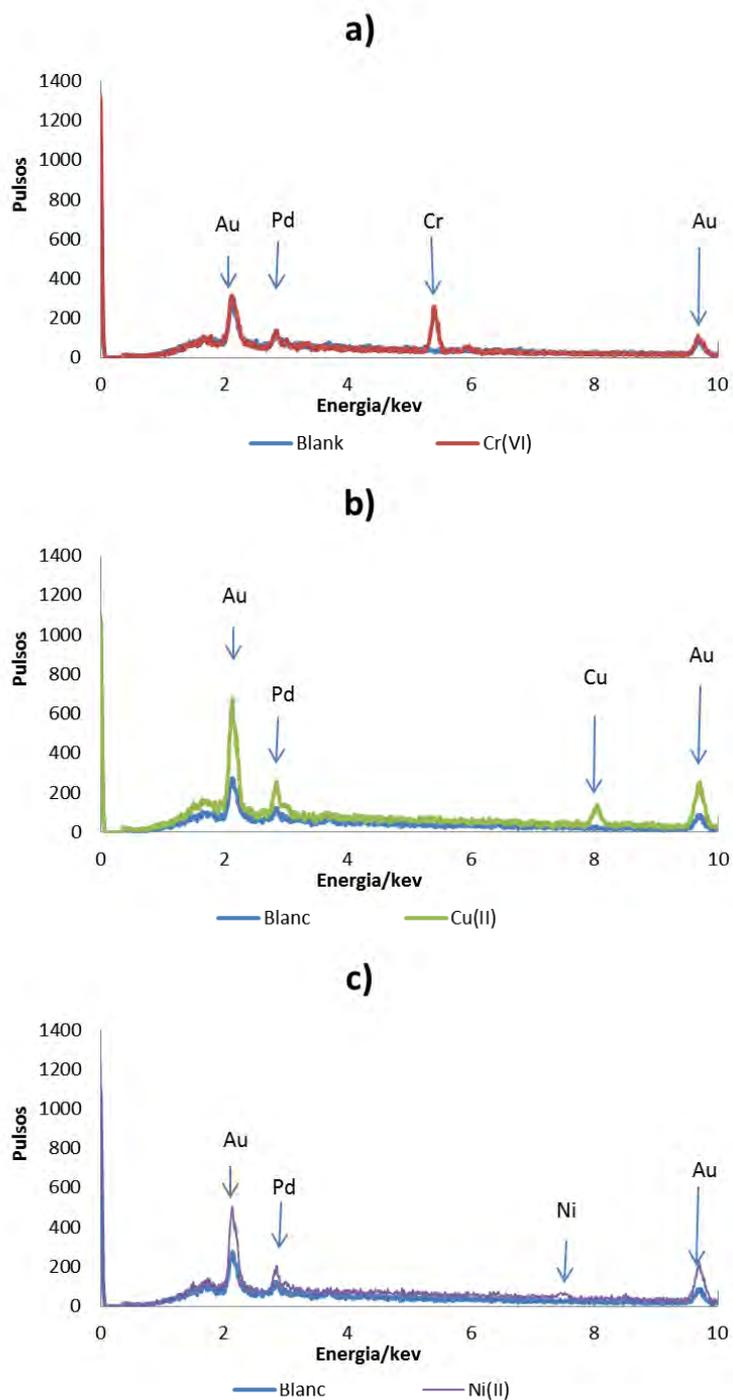 a)
1400
1200
1000
800
600
400
200
0
Pulsos
Au
Pd
Cr
Au
0 2 4 6 8 10
Energia/kev
Blank Cr(VI)
b)
1400
1200
1000
800
600
400
200
0
Pulsos
Au
Pd
Cu
Au
0 2 4 6 8 10
Energia/kev
Blanc Cu(II)
c)
1400
1200
1000
800
600
400
200
0
Pulsos
Au
Pd
Ni
Au
0 2 4 6 8 10
Energia/kev
Blanc Ni(II)